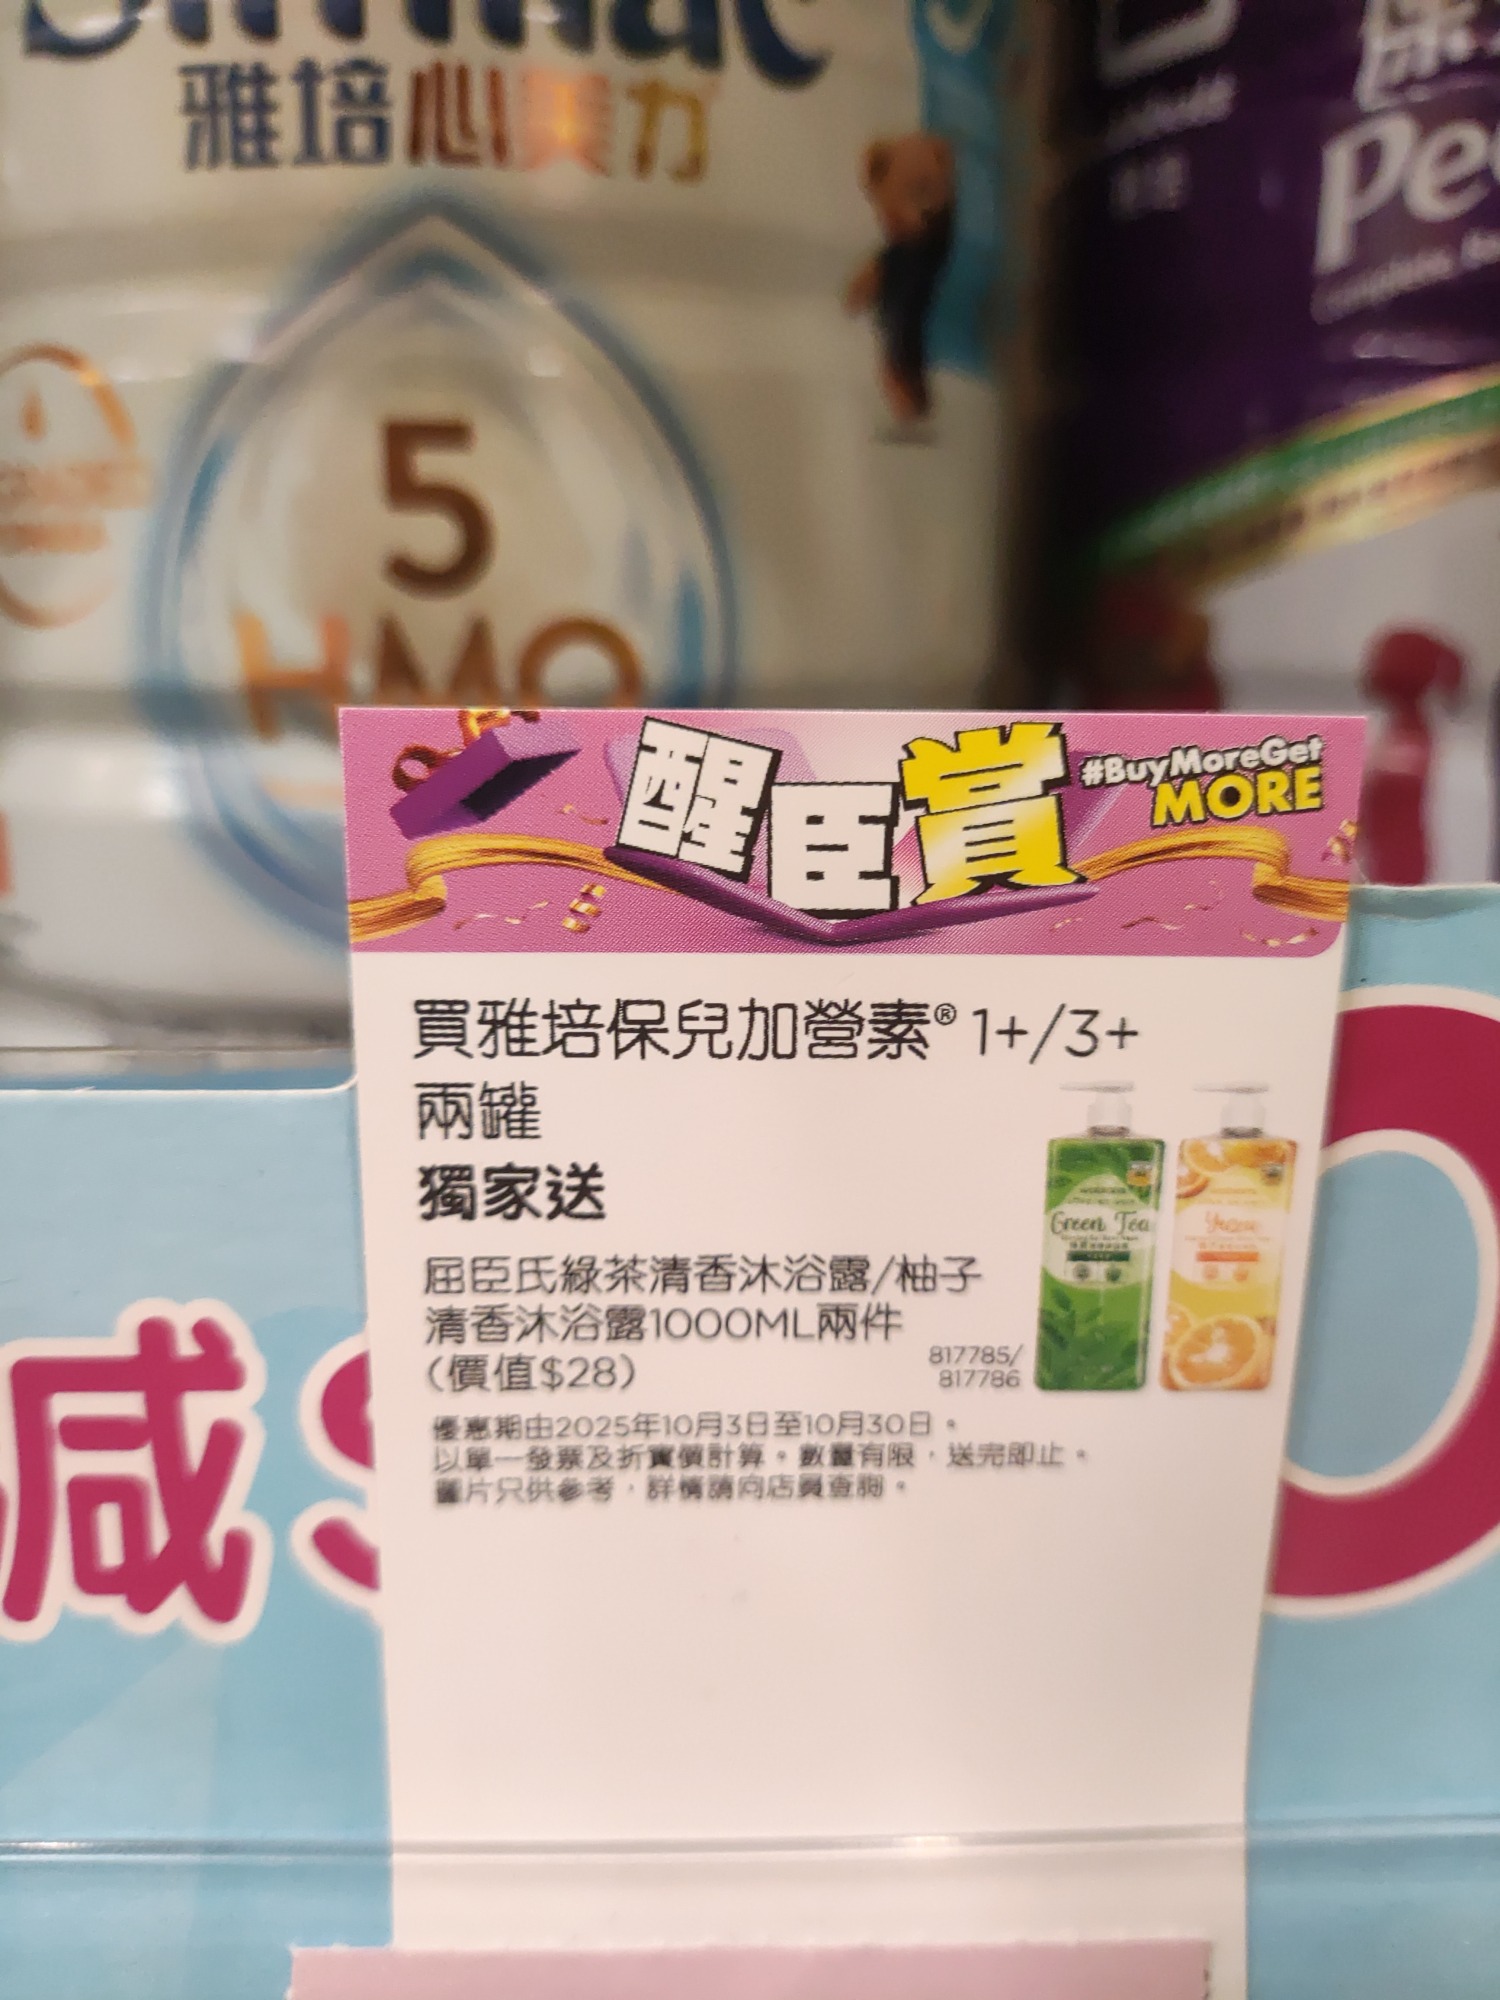 雅培心美力
5
HMO
醒臣賞
#BuyMoreGet
MORE
買雅培保兒加營素® 1+/3+
兩罐
獨家送
屈臣氏綠茶清香沐浴露/柚子
清香沐浴露1000ML兩件
(價值$28)
817785/
817786
Green Tea
Yuzu
優惠期由2025年10月3日至10月30日。
以單一發票及折實價計算。數量有限，送完即止。
圖片只供參考，詳情請向店員查詢。
減$